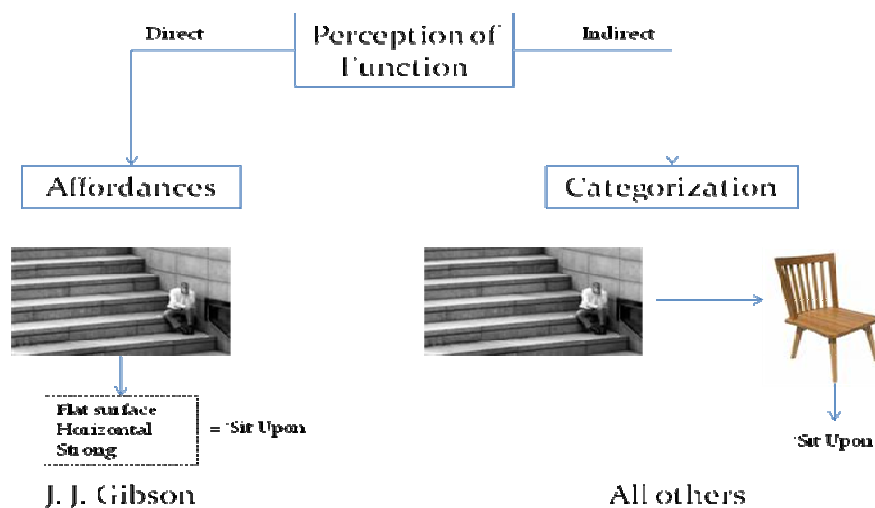 Direct
Perception of
Function
Indirect
Affordances
Categorization
Flat surface
Horizontal
Strong
= "Sit Upon
"Sit Upon
J. J. Gibson
All others